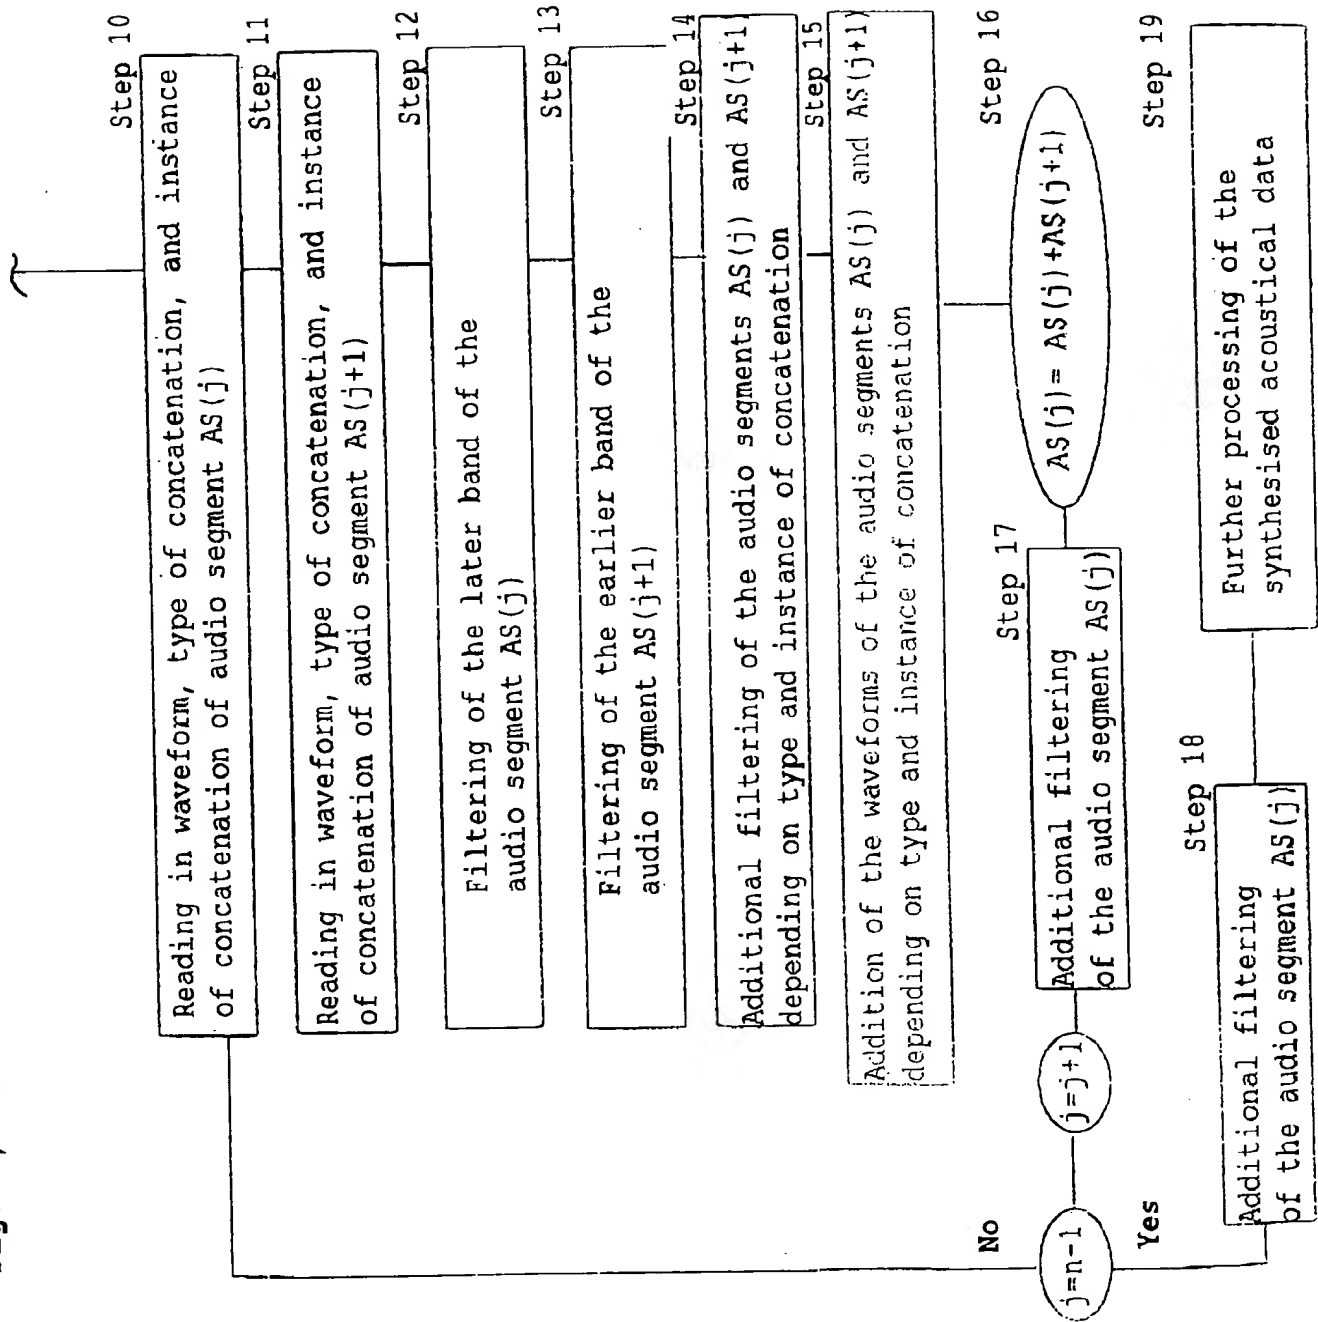 Step 10
Reading in waveform, type of concatenation, and instance
of concatenation of audio segment AS(j)
Step 11
Reading in waveform, type of concatenation, and instance
of concatenation of audio segment AS(j+1)
Step 12
Filtering of the later band of the
audio segment AS(j)
Step 13
Filtering of the earlier band of the
audio segment AS(j+1)
Step 14
Additional filtering of the audio segments AS(j) and AS(j+1)
depending on type and instance of concatenation
Step 15
Addition of the waveforms of the audio segments AS(j) and AS(j+1)
depending on type and instance of concatenation
Step 16
AS(j) = AS(j)+AS(j+1)
Step 17
Additional filtering
of the audio segment AS(j)
j=j+1
No
j=n-1
Yes
Step 18
Additional filtering
of the audio segment AS(j)
Step 19
Further processing of the
synthesised acoustical data